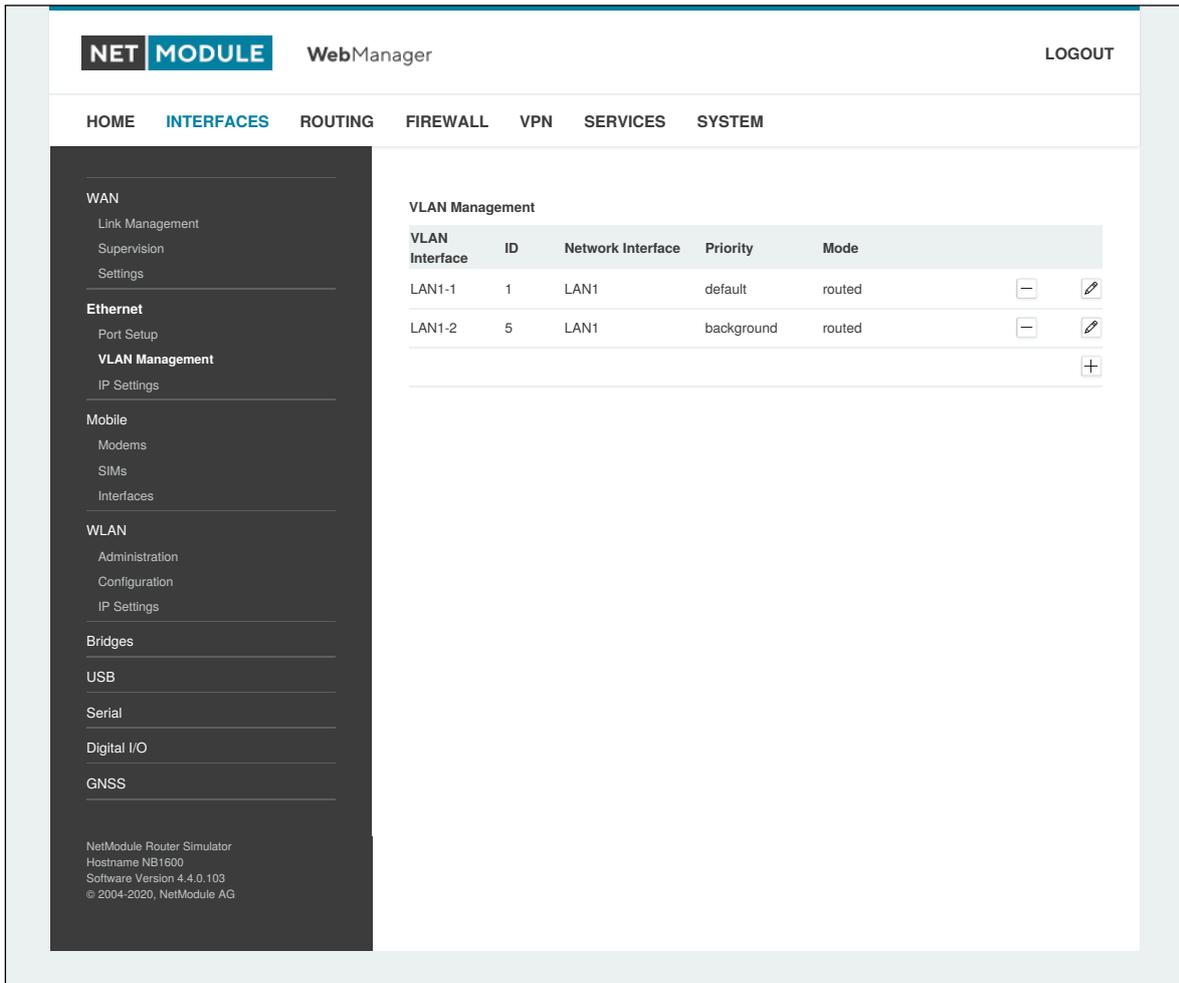 NET MODULE WebManager LOGOUT
HOME INTERFACES ROUTING FIREWALL VPN SERVICES SYSTEM
WAN
Link Management
Supervision
Settings
Ethernet
Port Setup
VLAN Management
IP Settings
Mobile
Modems
SIMs
Interfaces
WLAN
Administration
Configuration
IP Settings
Bridges
USB
Serial
Digital I/O
GNSS
NetModule Router Simulator
Hostname NB1600
Software Version 4.4.0.103
© 2004-2020, NetModule AG
VLAN Management
VLAN
Interface ID Network Interface Priority Mode
LAN1-1 1 LAN1 default routed
LAN1-2 5 LAN1 background routed